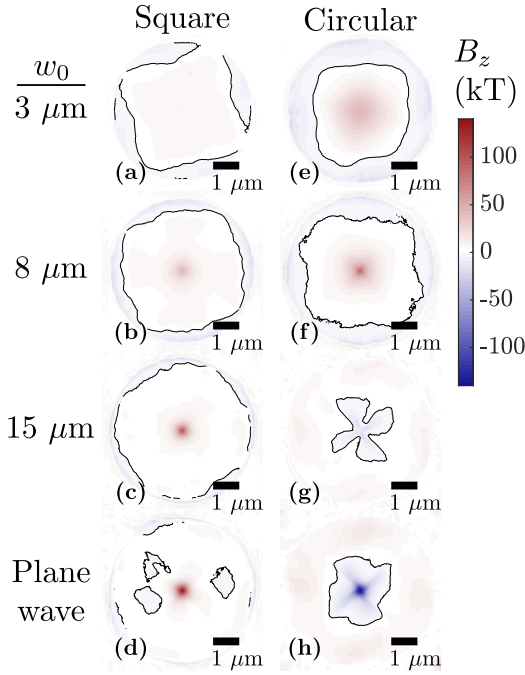 Square Circular
w₀
3 μm
B_z
(kT)
100
50
0
-50
-100
(a) 1 μm
(e) 1 μm
8 μm
(b) 1 μm
(f) 1 μm
15 μm
(c) 1 μm
(g) 1 μm
Plane
wave
(d) 1 μm
(h) 1 μm